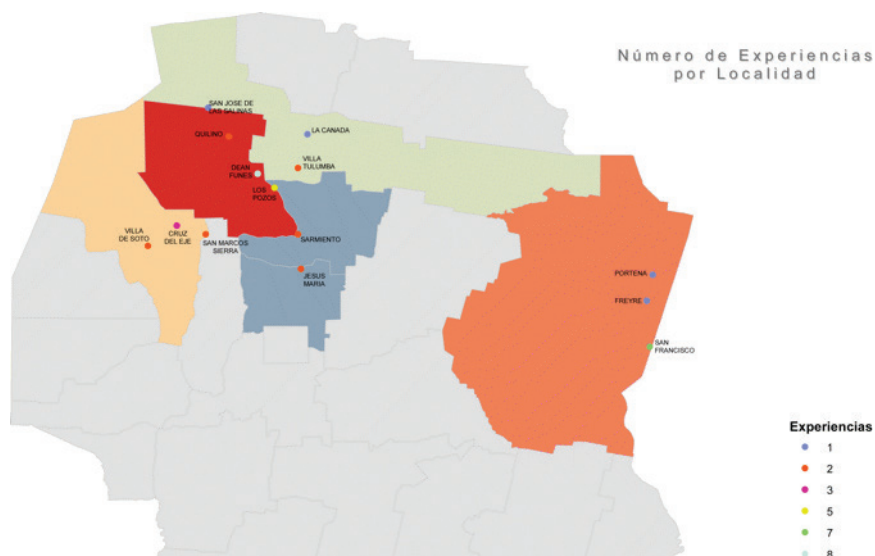 Número de Experiencias
por Localidad
SAN JOSE DE
LAS SALINAS
QUILINO
LA CANADA
VILLA
TULUMBA
DEAN
FUNES
LOS
POZOS
VILLA
DE SOTO
CRUZ
DEL EJE
SAN MARCOS
SIERRA
SARMIENTO
JESUS
MARIA
PORTENA
FREYRE
SAN
FRANCISCO
Experiencias
1
2
3
5
7
8